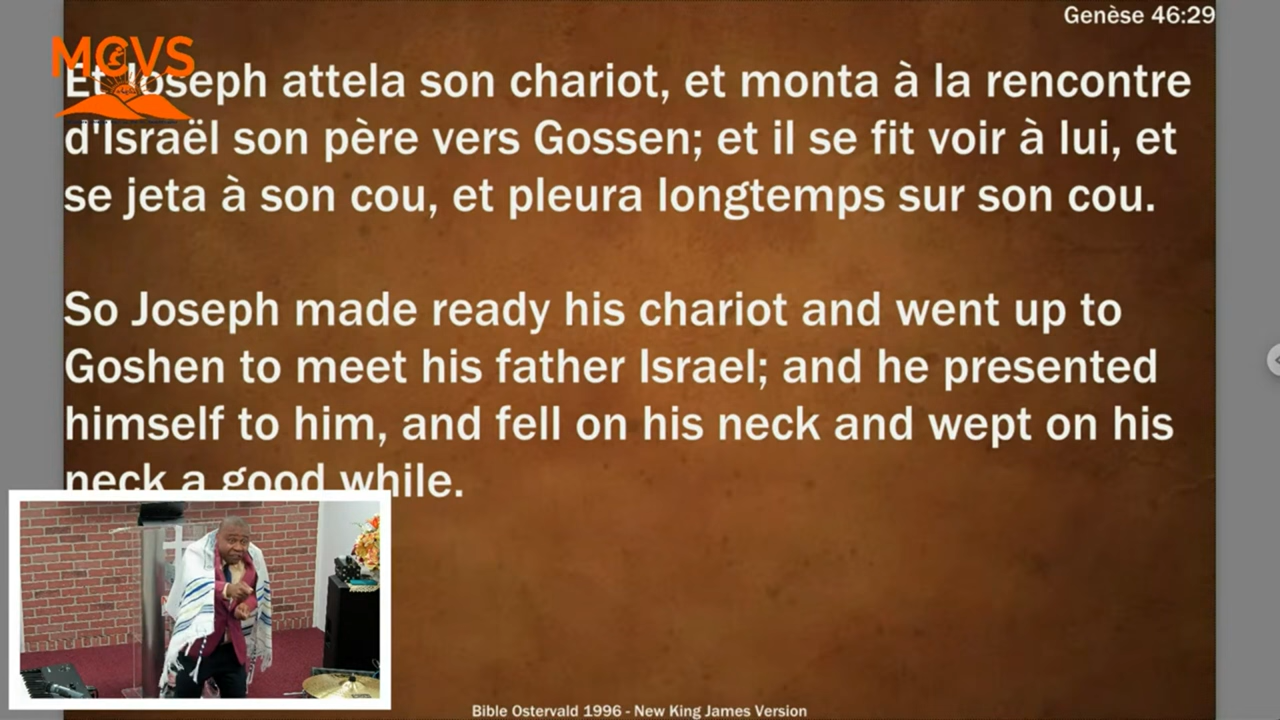 Genèse 46:29
MCVS
Et Joseph attela son chariot, et monta à la rencontre
d'Israël son père vers Gossen; et il se fit voir à lui, et
se jeta à son cou, et pleura longtemps sur son cou.
So Joseph made ready his chariot and went up to
Goshen to meet his father Israel; and he presented
himself to him, and fell on his neck and wept on his
neck a good while.
Bible Ostervald 1996 - New King James Version